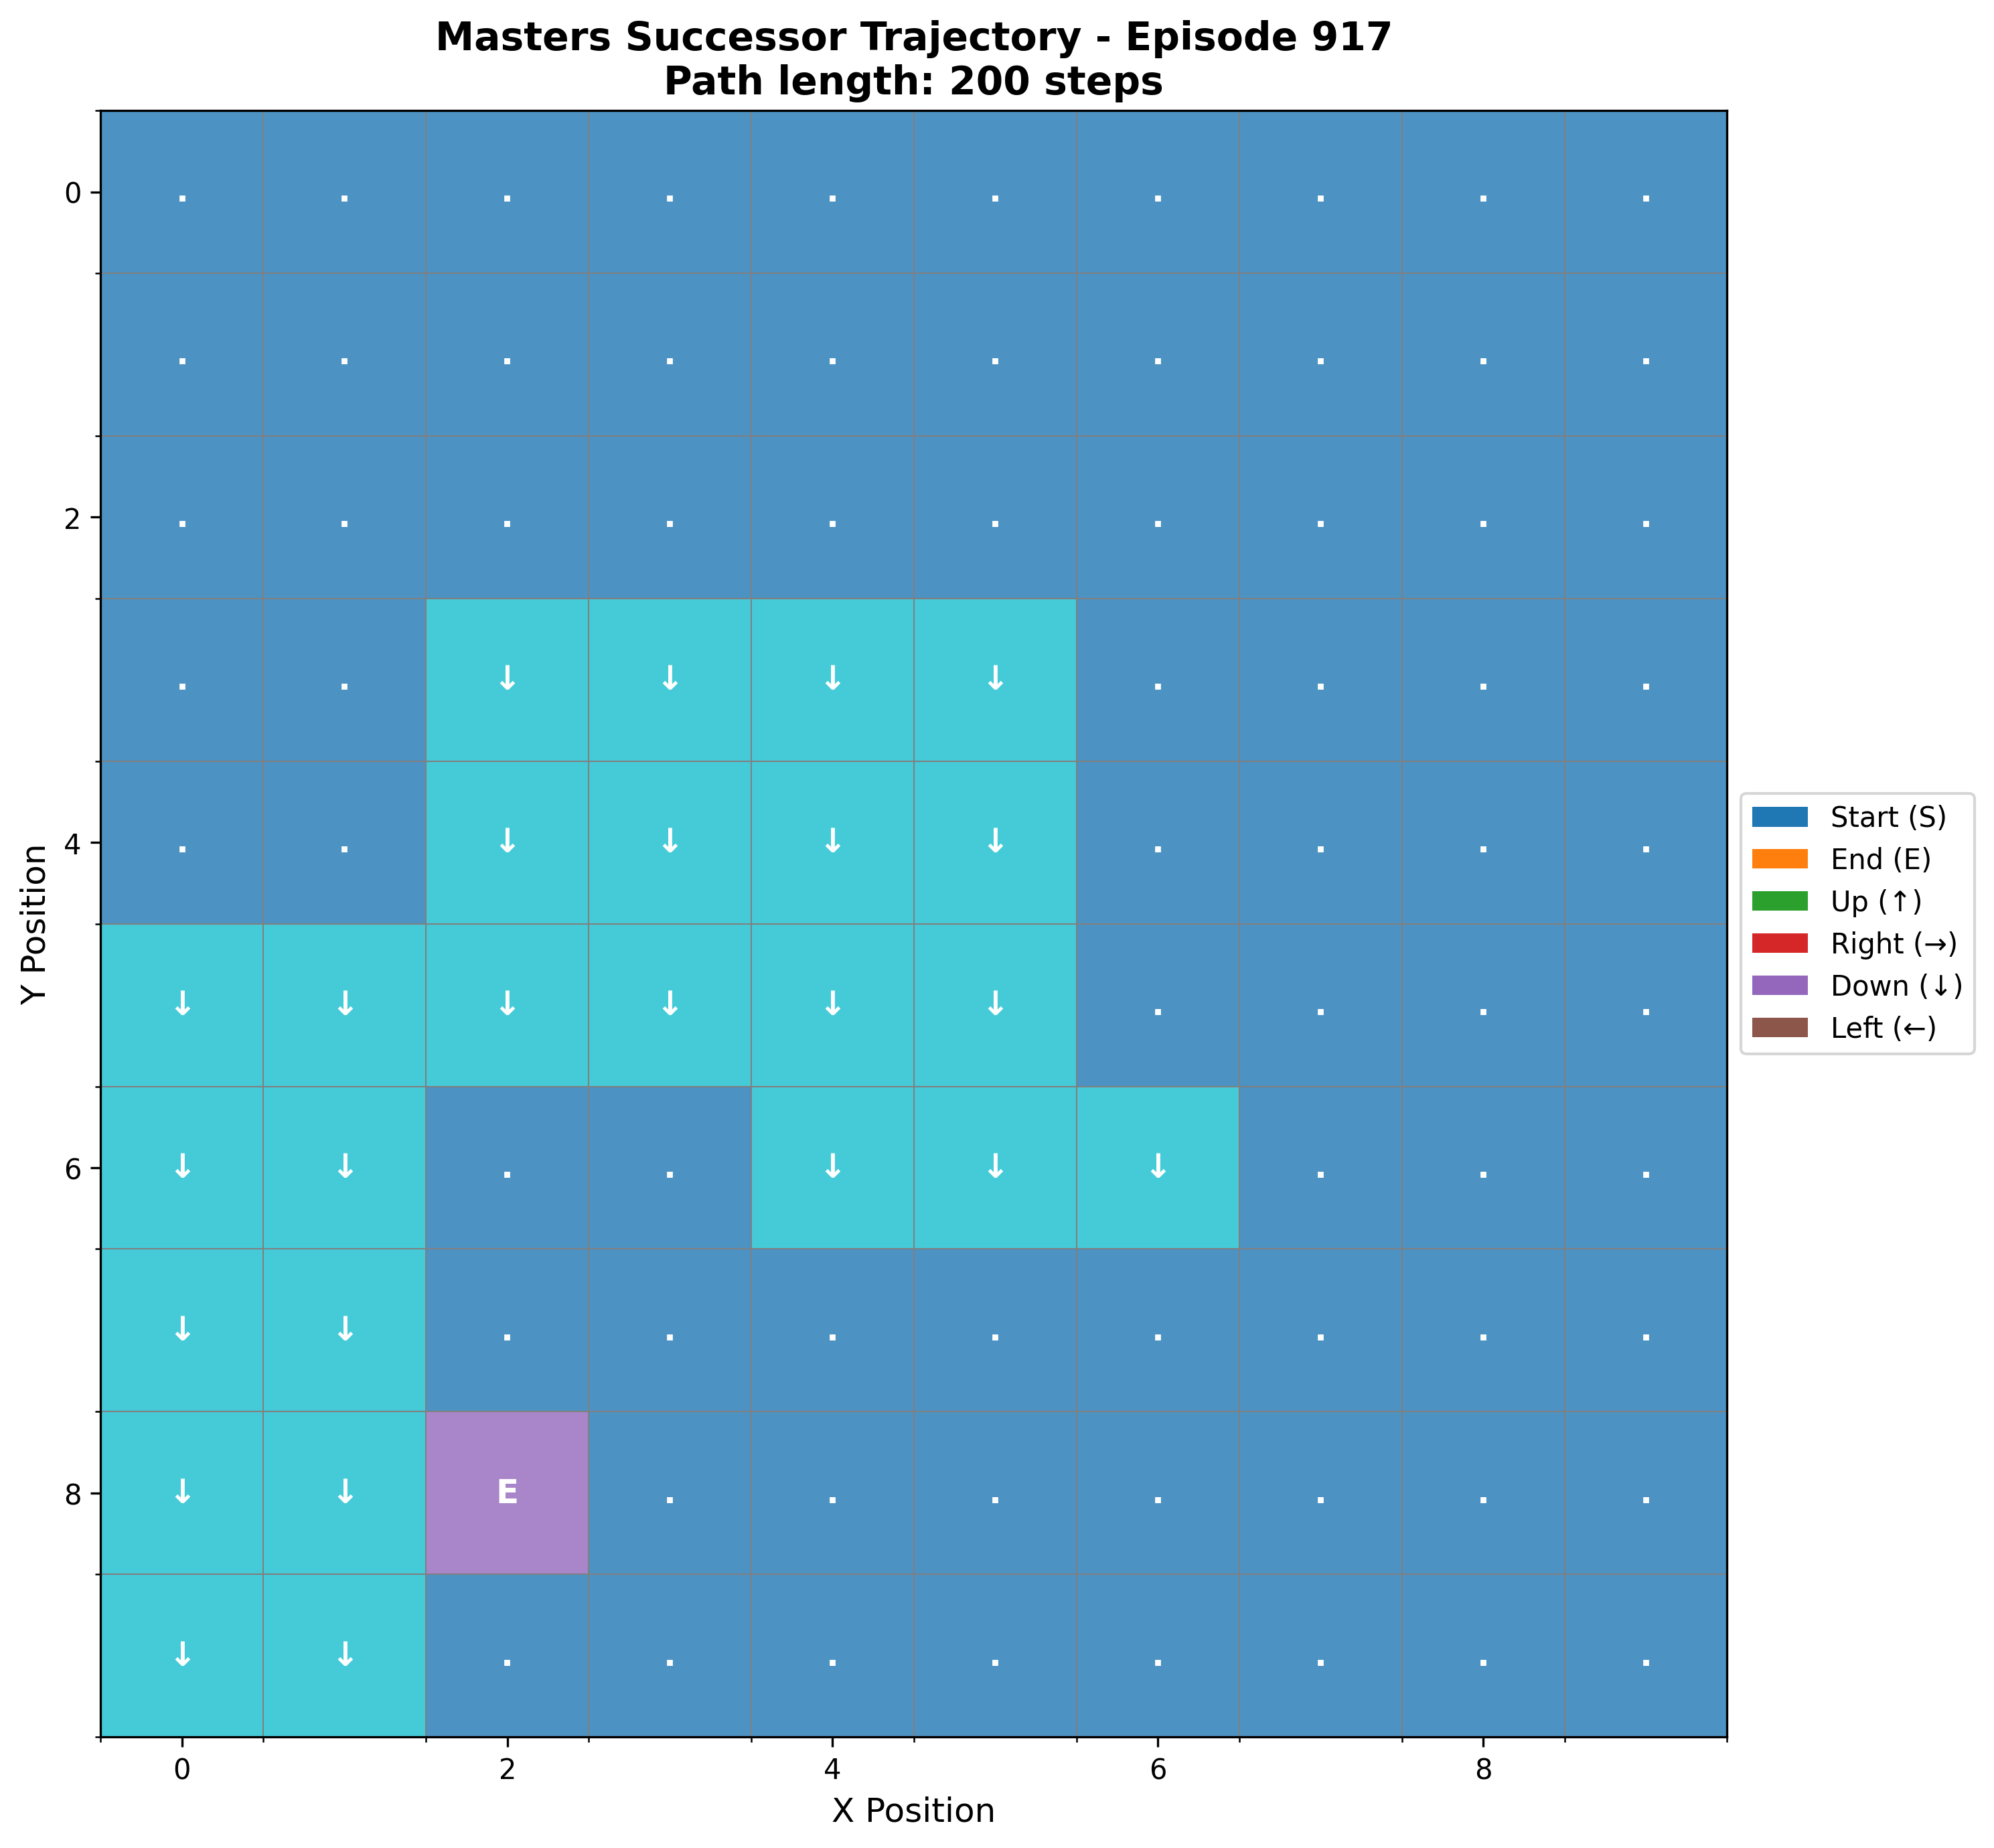 Masters Successor Trajectory - Episode 917
Path length: 200 steps
0 . . . . . . . . . .
. . . . . . . . . .
2 . . . . . . . . . .
. . ↓ ↓ ↓ ↓ . . . .
4 . . ↓ ↓ ↓ ↓ . . . .
↓ ↓ ↓ ↓ ↓ ↓ . . . .
6 ↓ ↓ . . ↓ ↓ ↓ . . .
↓ ↓ . . . . . . . .
8 ↓ ↓ E . . . . . . .
↓ ↓ . . . . . . . .
0 2 4 6 8
X Position
Y Position
Start (S)
End (E)
Up (↑)
Right (→)
Down (↓)
Left (←)